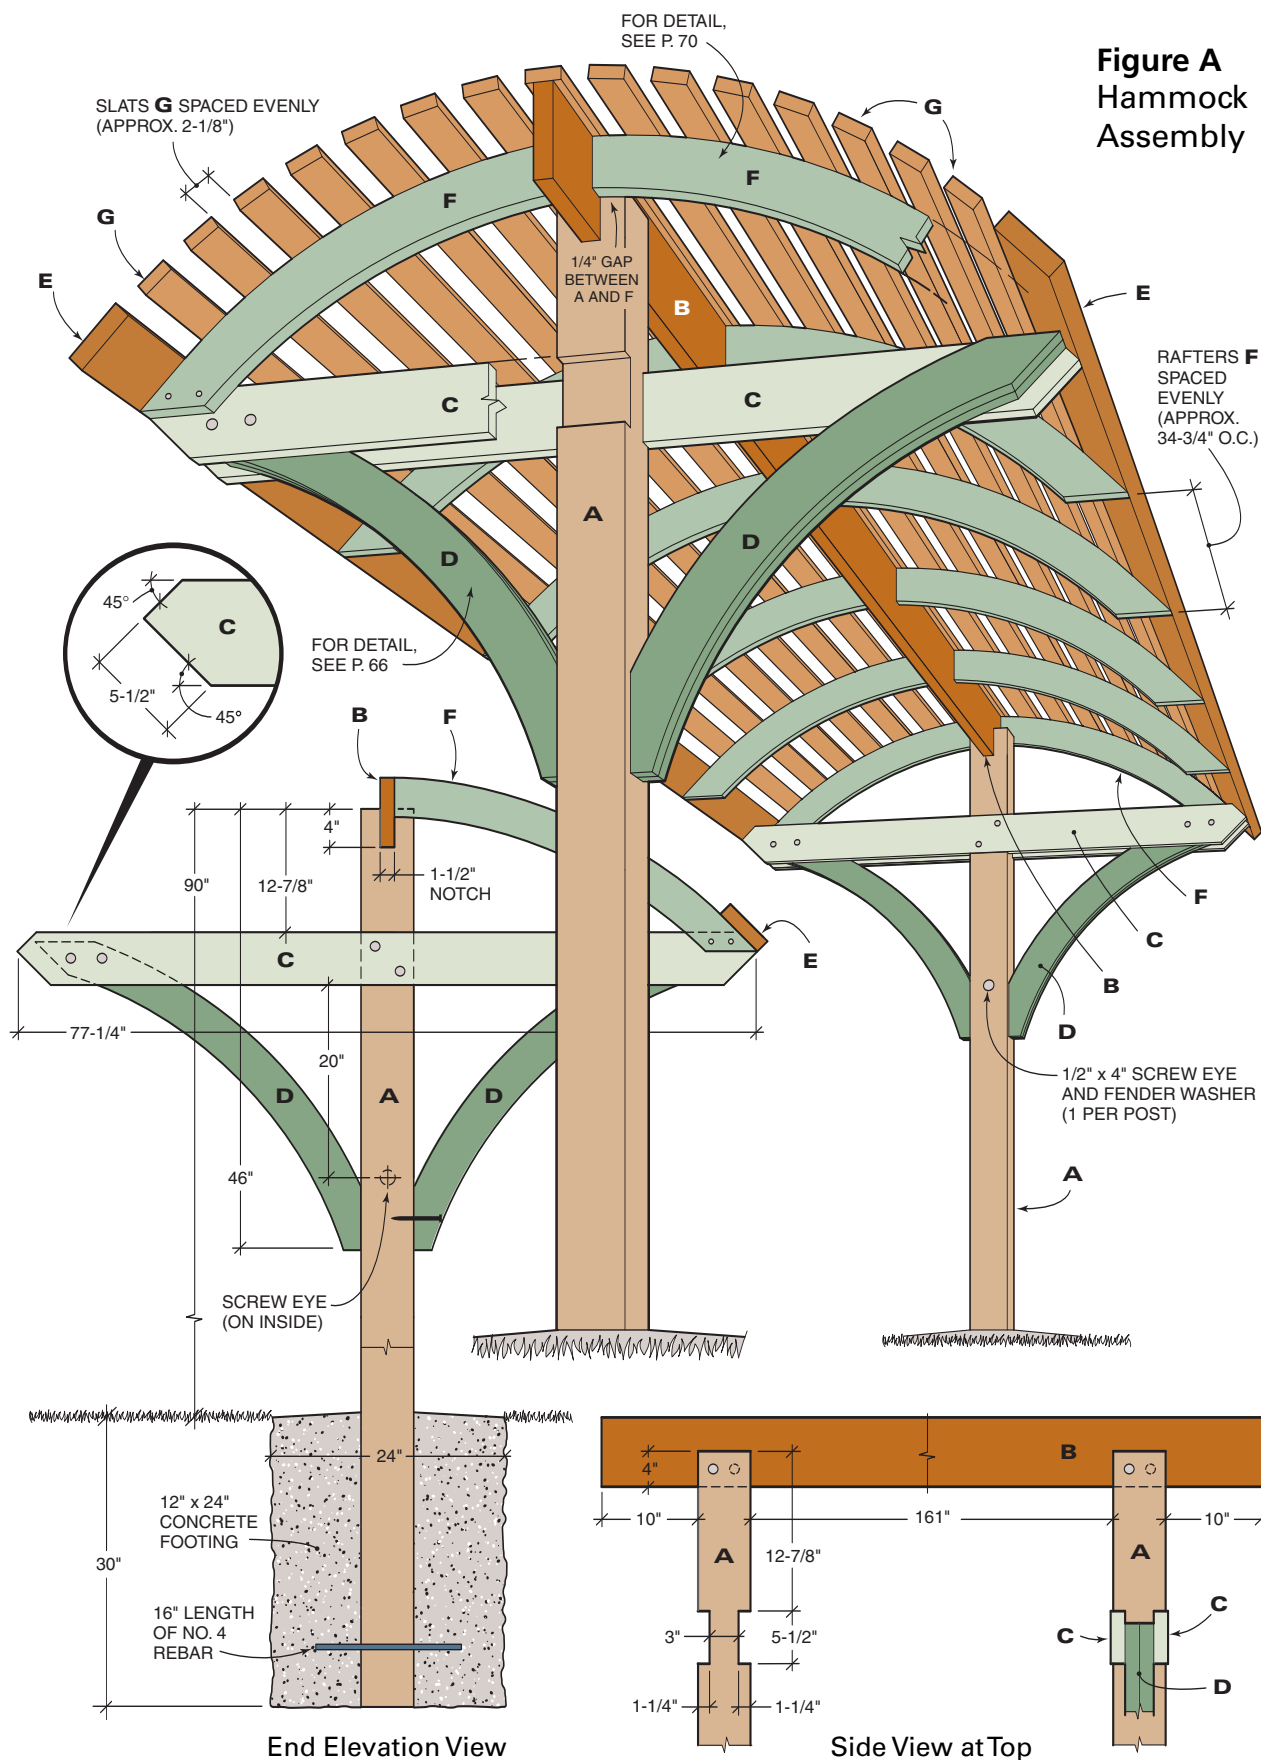 FOR DETAIL,
SEE P. 70
Figure A
Hammock
Assembly
SLATS G SPACED EVENLY
(APPROX. 2-1/8")
G
F
F
G
E
1/4" GAP
BETWEEN
A AND F
B
E
RAFTERS F
SPACED
EVENLY
(APPROX.
34-3/4" O.C.)
C
C
A
D
D
45°
C
5-1/2"
45°
FOR DETAIL,
SEE P. 66
B
F
4"
90"
12-7/8"
1-1/2"
NOTCH
C
E
77-1/4"
20"
D
A
D
46"
SCREW EYE
(ON INSIDE)
F
C
B
D
1/2" x 4" SCREW EYE
AND FENDER WASHER
(1 PER POST)
A
24"
12" x 24"
CONCRETE
FOOTING
30"
16" LENGTH
OF NO. 4
REBAR
End Elevation View
B
4"
10"
161"
10"
A
12-7/8"
A
3"
5-1/2"
C
C
D
1-1/4"
1-1/4"
Side View at Top